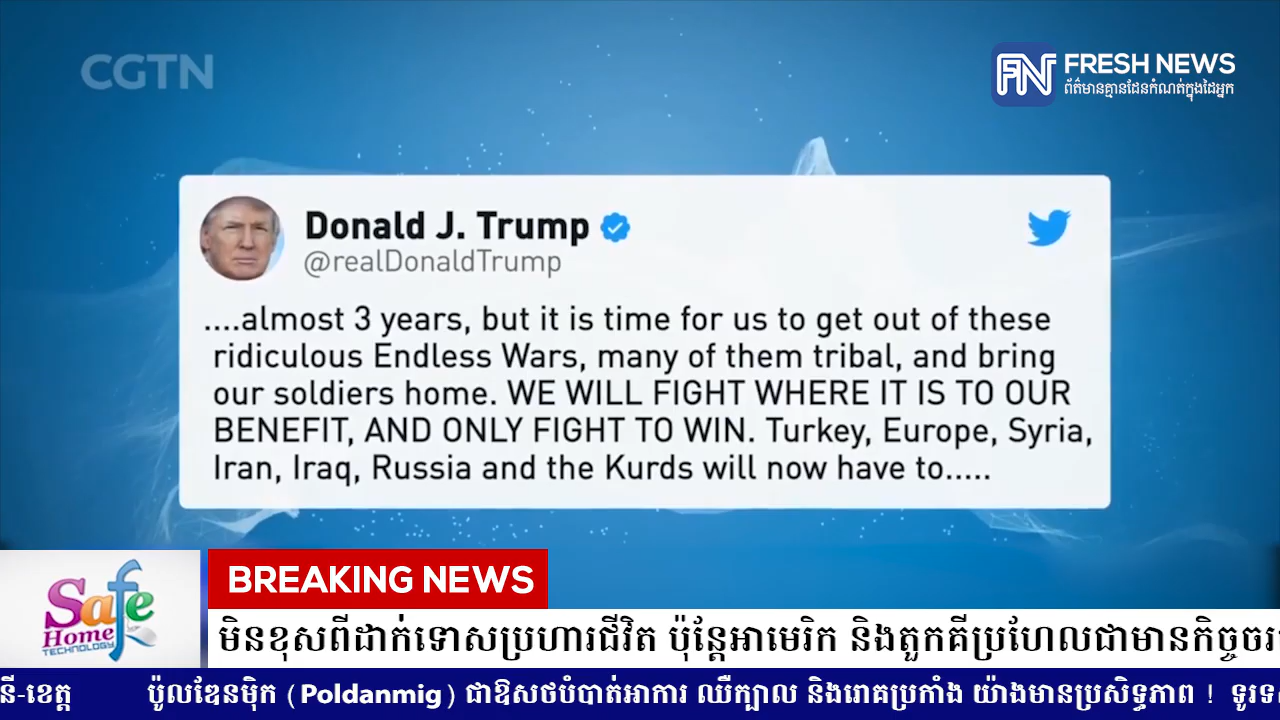 CGTN
FRESH NEWS
ព័ត៌មានគ្មានដែនកំណត់ក្នុងដៃអ្នក
Donald J. Trump
@realDonaldTrump
....almost 3 years, but it is time for us to get out of these
ridiculous Endless Wars, many of them tribal, and bring
our soldiers home. WE WILL FIGHT WHERE IT IS TO OUR
BENEFIT, AND ONLY FIGHT TO WIN. Turkey, Europe, Syria,
Iran, Iraq, Russia and the Kurds will now have to.....
Safe
Home
TECHNOLOGY
BREAKING NEWS
មិនខុសពីដាក់ទោសប្រហារជីវិត ប៉ុន្តែអាមេរិក និងតួកគីប្រហែលជាមានកិច្ចចរ
នី-ខេត្ត ប៉ូលឌែនម៉ិក (Poldanmig) ជាឱសថបំបាត់អាការ ឈឺក្បាល និងរោគប្រកាំង យ៉ាងមានប្រសិទ្ធភាព ! ទូរទ